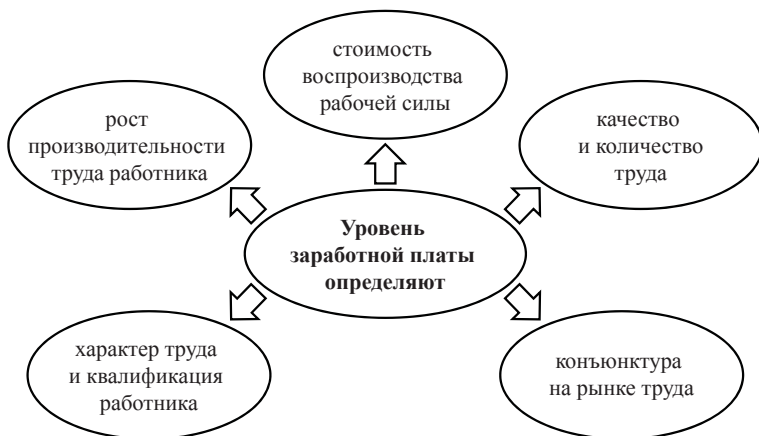 стоимость
воспроизводства
рабочей силы
рост
производительности
труда работника
качество
и количество
труда
Уровень
заработной платы
определяют
характер труда
и квалификация
работника
конъюнктура
на рынке труда